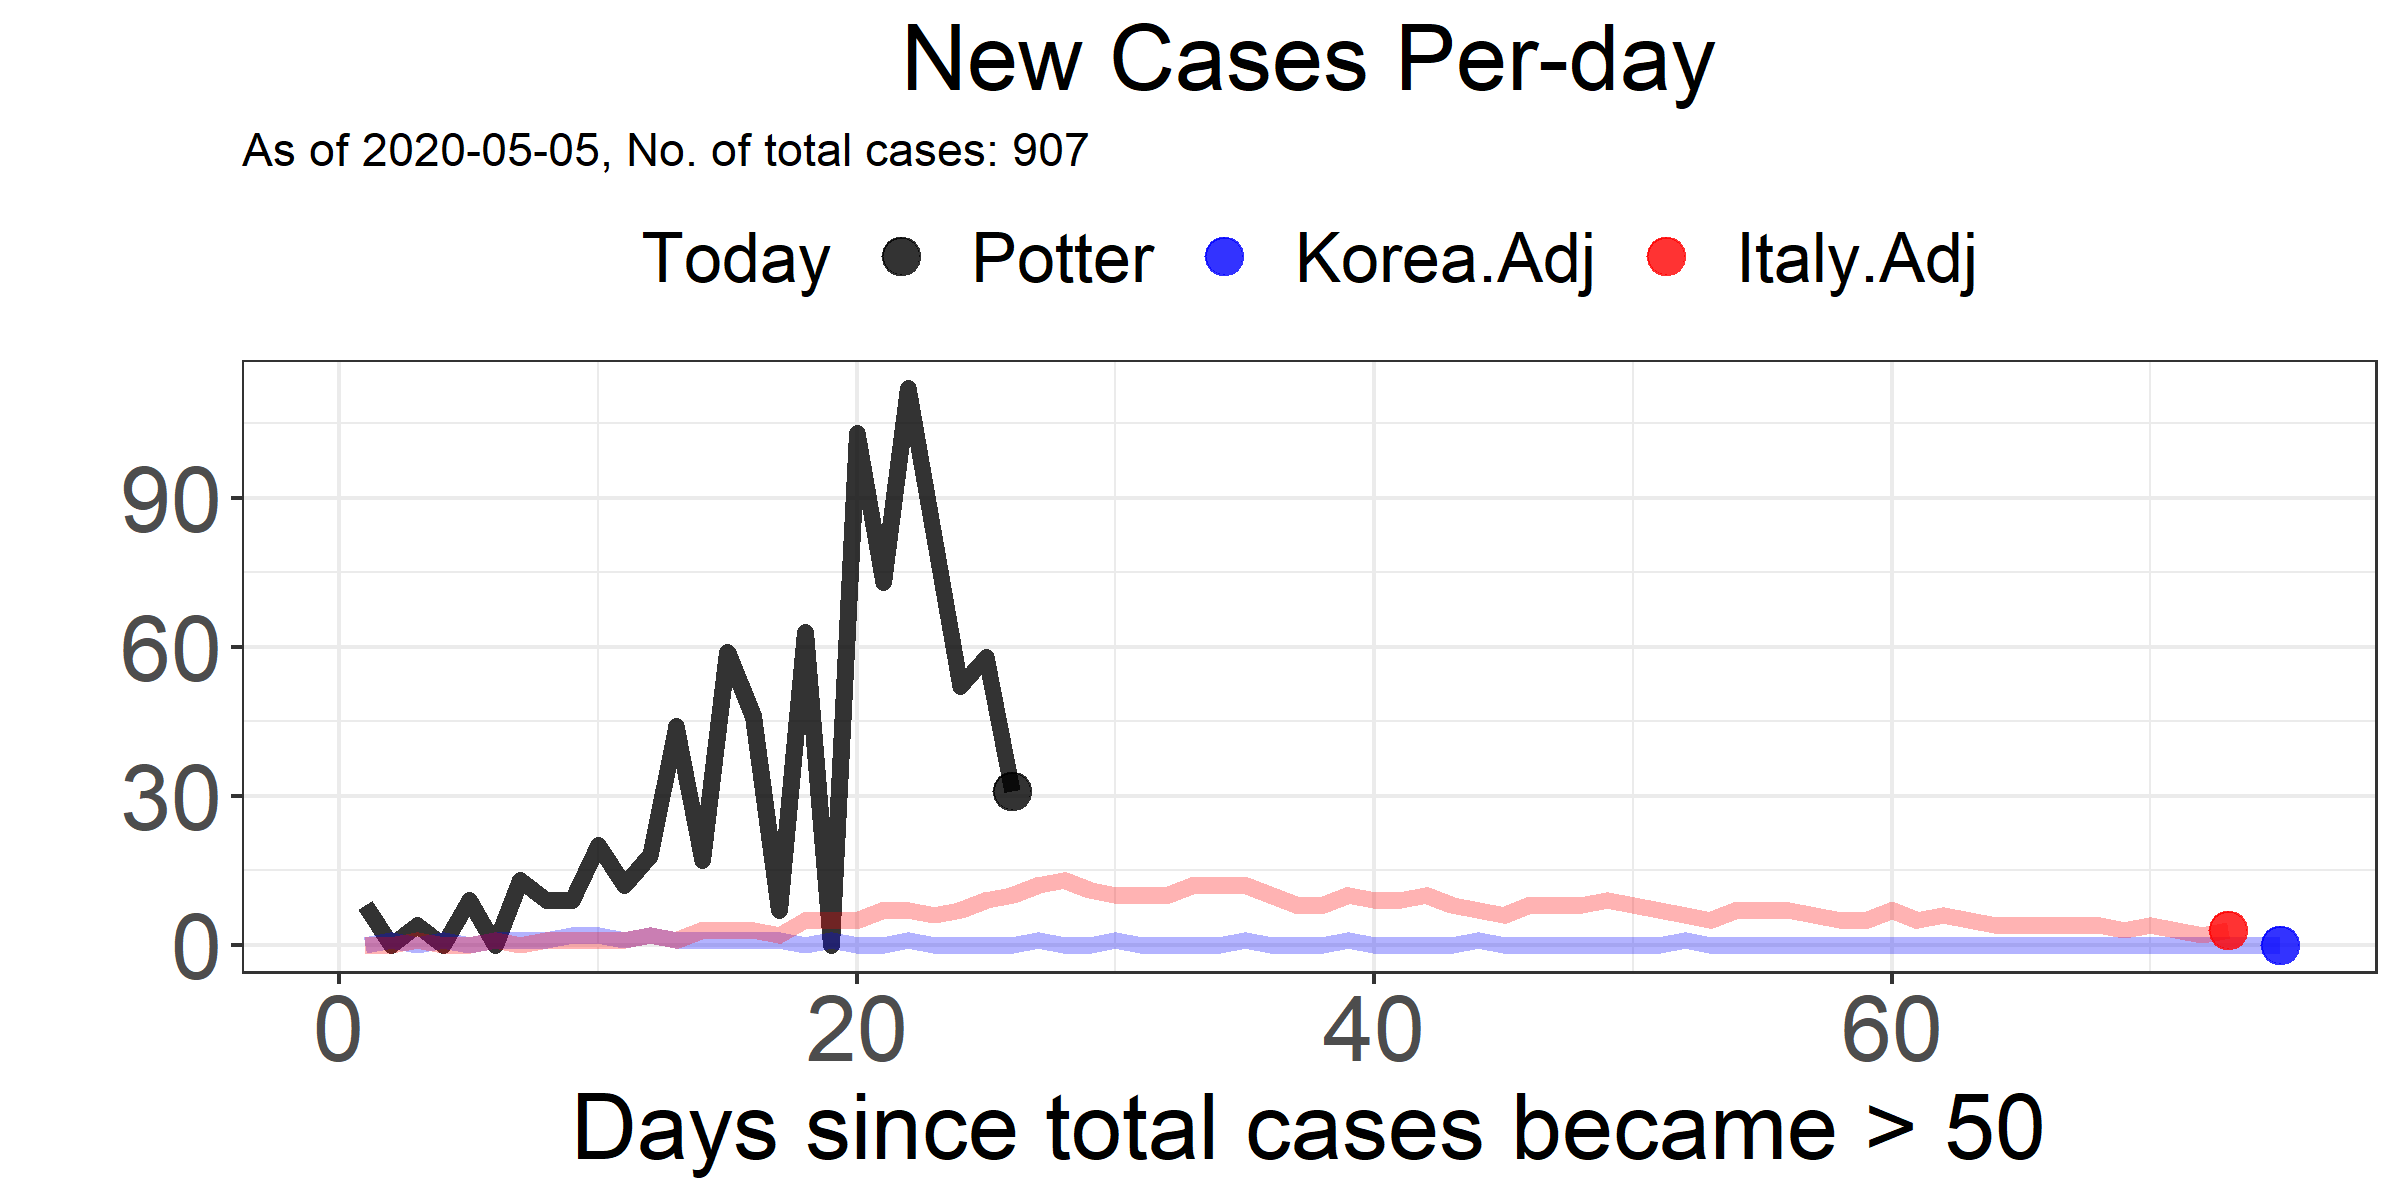 New Cases Per-day
As of 2020-05-05, No. of total cases: 907
Today Potter Korea.Adj Italy.Adj
90
60
30
0
0 20 40 60
Days since total cases became > 50